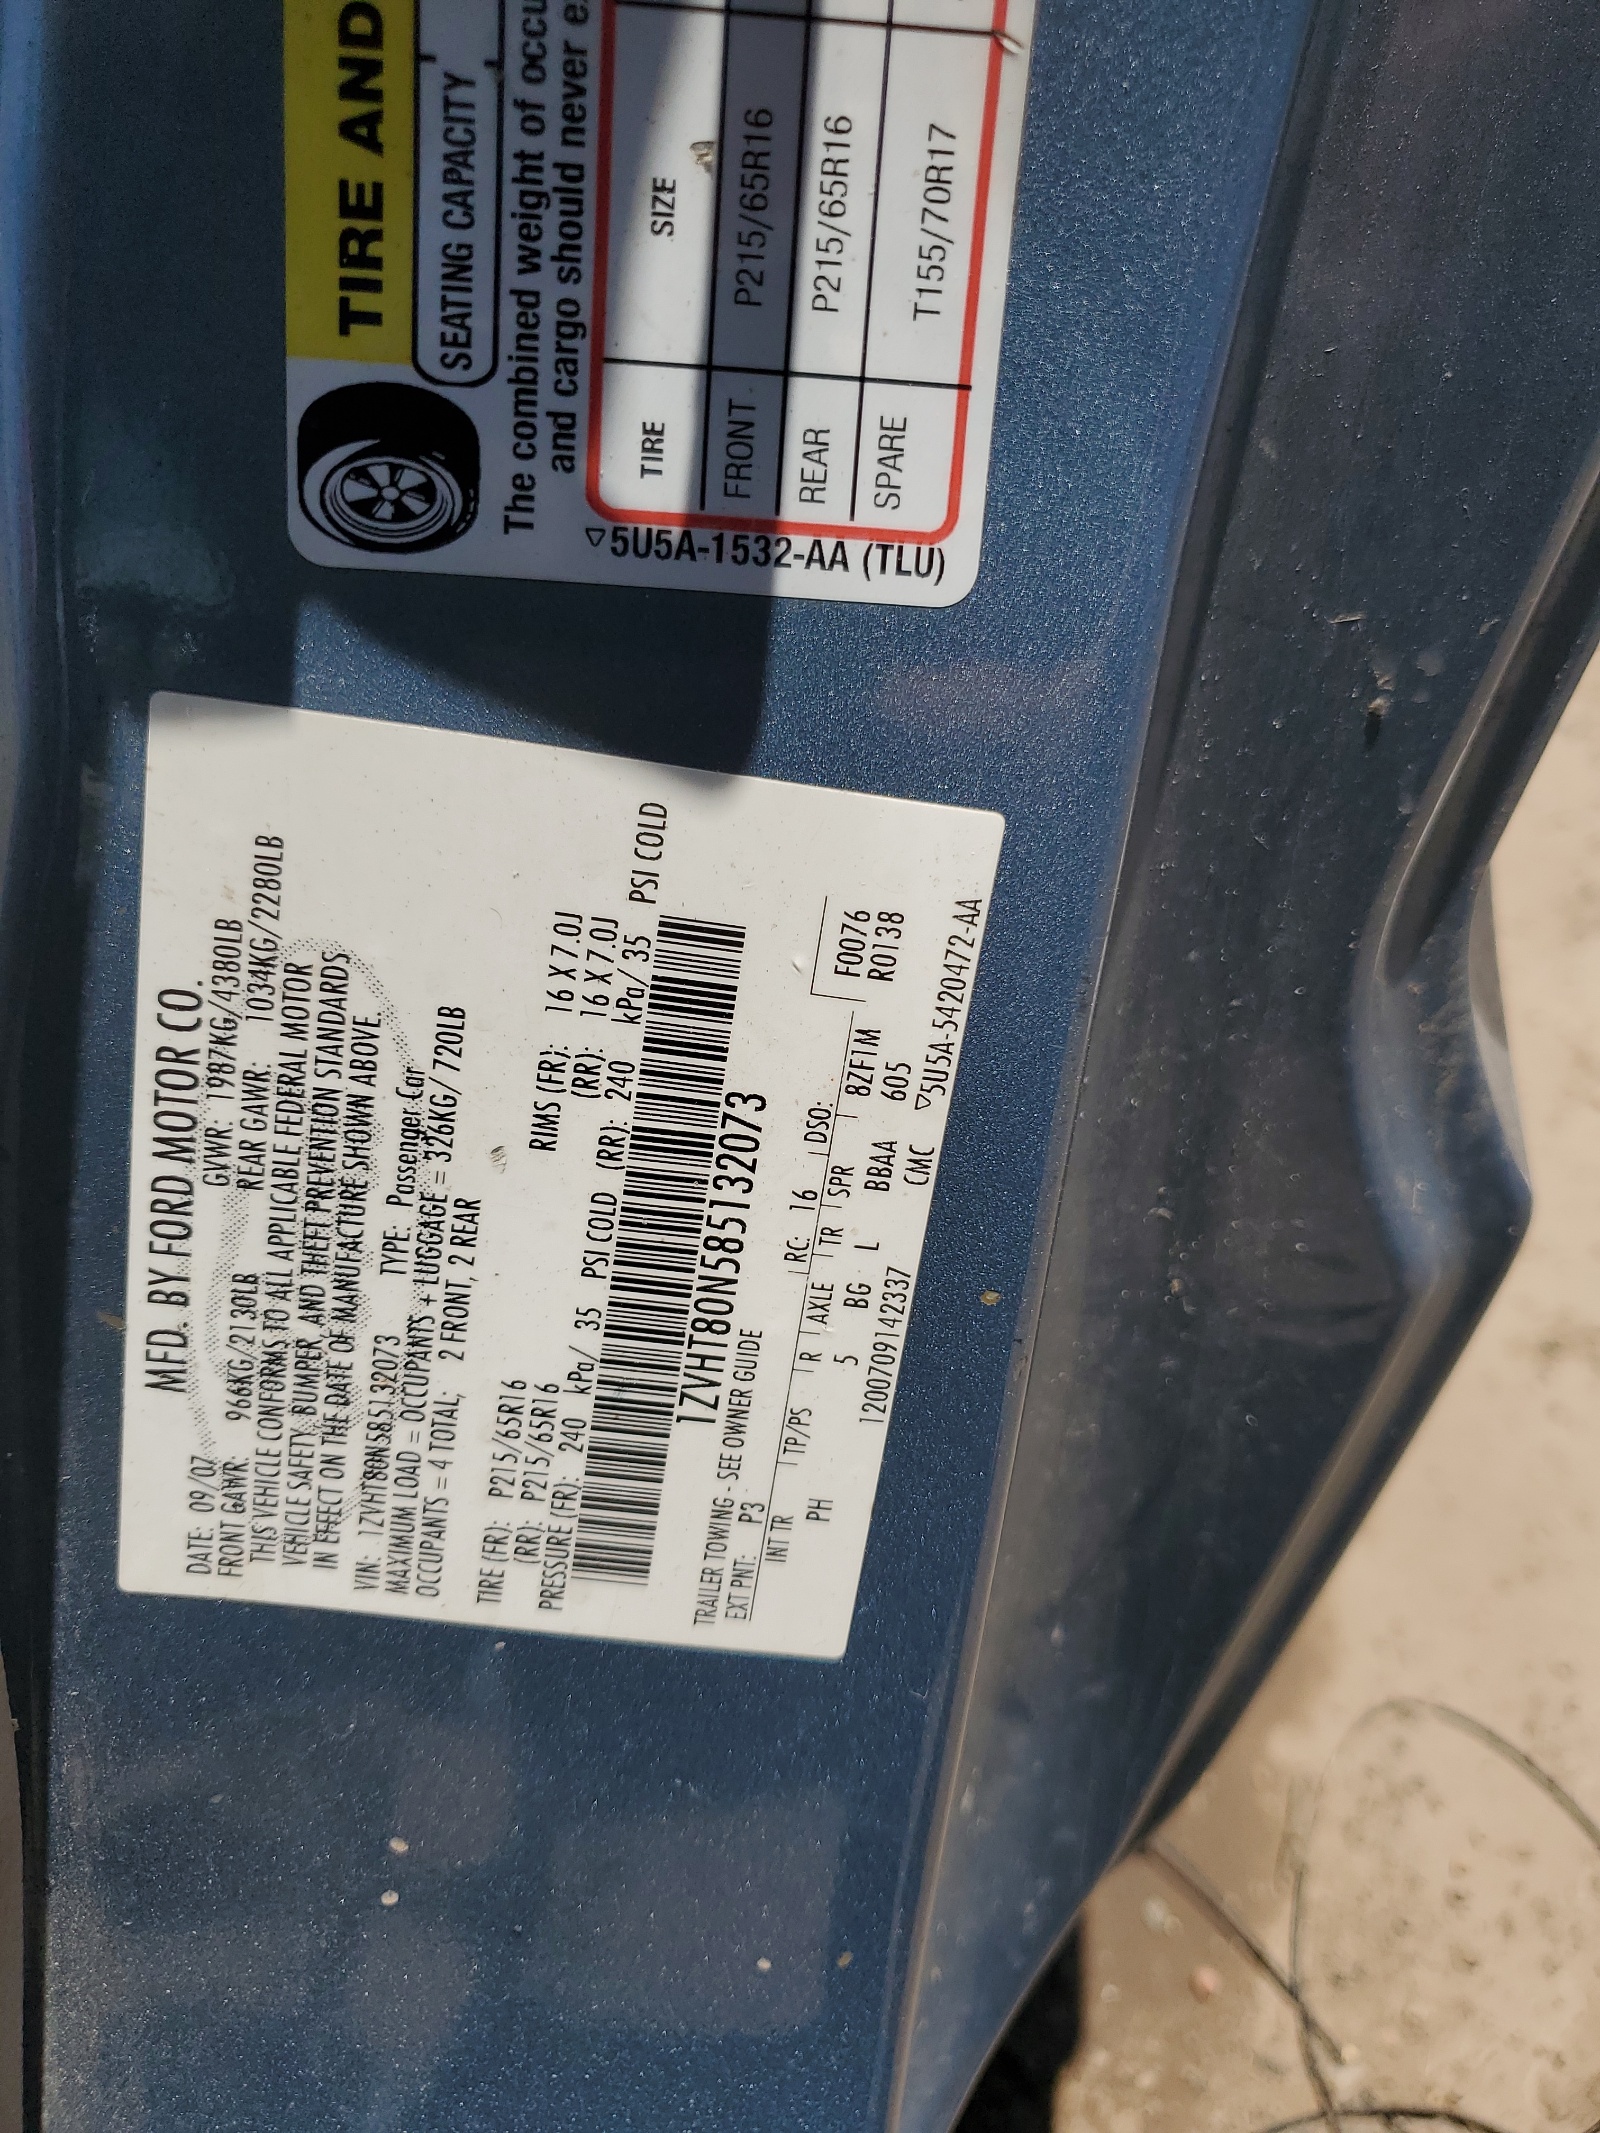 MFD. BY FORD MOTOR CO.
DATE: 09/07 GVWR: 1987KG/4380LB
FRONT GAWR: 966KG/2130LB REAR GAWR: 1034KG/2280LB
THIS VEHICLE CONFORMS TO ALL APPLICABLE FEDERAL MOTOR
VEHICLE SAFETY, BUMPER, AND THEFT PREVENTION STANDARDS
IN EFFECT ON THE DATE OF MANUFACTURE SHOWN ABOVE.
VIN: 1ZVHT80N585132073 TYPE: Passenger Car
MAXIMUM LOAD = OCCUPANTS + LUGGAGE = 326KG/720LB
OCCUPANTS = 4 TOTAL, 2 FRONT, 2 REAR
TIRE (FR): P215/65R16 RIMS (FR): 16 X 7.0J
(RR): P215/65R16 (RR): 16 X 7.0J
PRESSURE (FR): 240 kPa/ 35 PSI COLD (RR): 240 kPa/ 35 PSI COLD
1ZVHT80N585132073
TRAILER TOWING - SEE OWNER GUIDE
EXT PNT: P3 RC: 16 DSO: F0076
INT TR TP/PS R AXLE TR SPR 8ZF1M R0138
PH 5 BG L BBAA 605
1200709142337 CMC ▽5U5A-5420472-AA
TIRE AND
SEATING CAPACITY
The combined weight of occu
and cargo should never e
TIRE SIZE
FRONT P215/65R16
REAR P215/65R16
SPARE T155/70R17
▽5U5A-1532-AA (TLU)